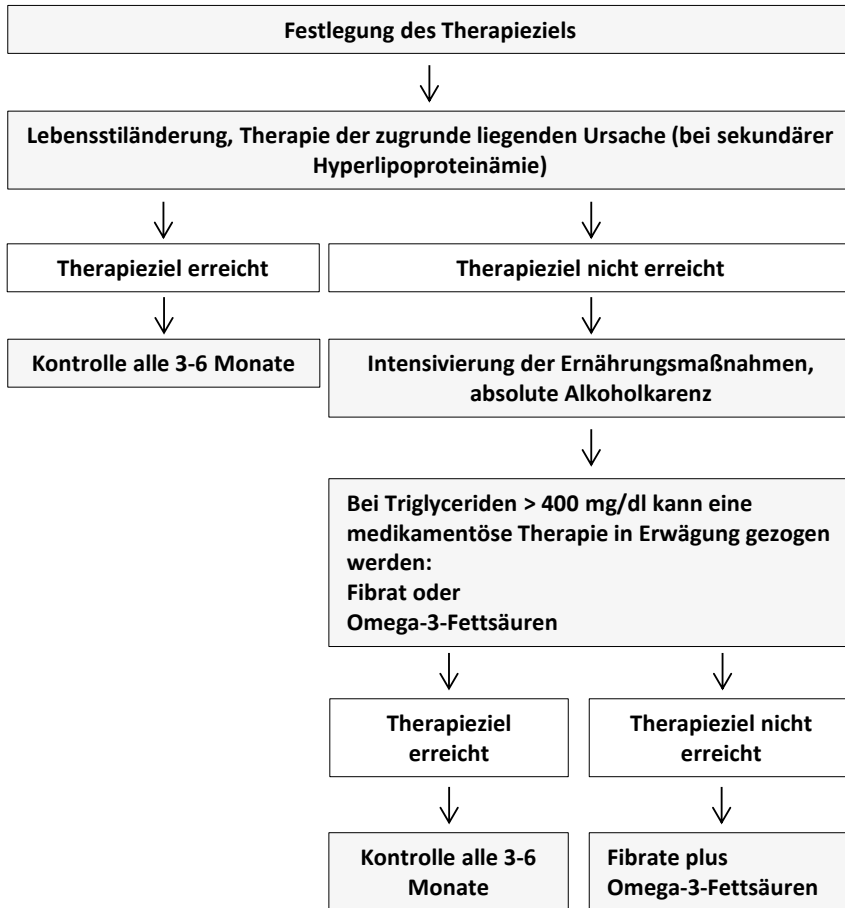 Festlegung des Therapieziels
Lebensstiländerung, Therapie der zugrunde liegenden Ursache (bei sekundärer
Hyperlipoproteinämie)
Therapieziel erreicht
Therapieziel nicht erreicht
Kontrolle alle 3-6 Monate
Intensivierung der Ernährungsmaßnahmen,
absolute Alkoholkarenz
Bei Triglyceriden > 400 mg/dl kann eine
medikamentöse Therapie in Erwägung gezogen
werden:
Fibrat oder
Omega-3-Fettsäuren
Therapieziel
erreicht
Therapieziel nicht
erreicht
Kontrolle alle 3-6
Monate
Fibrate plus
Omega-3-Fettsäuren